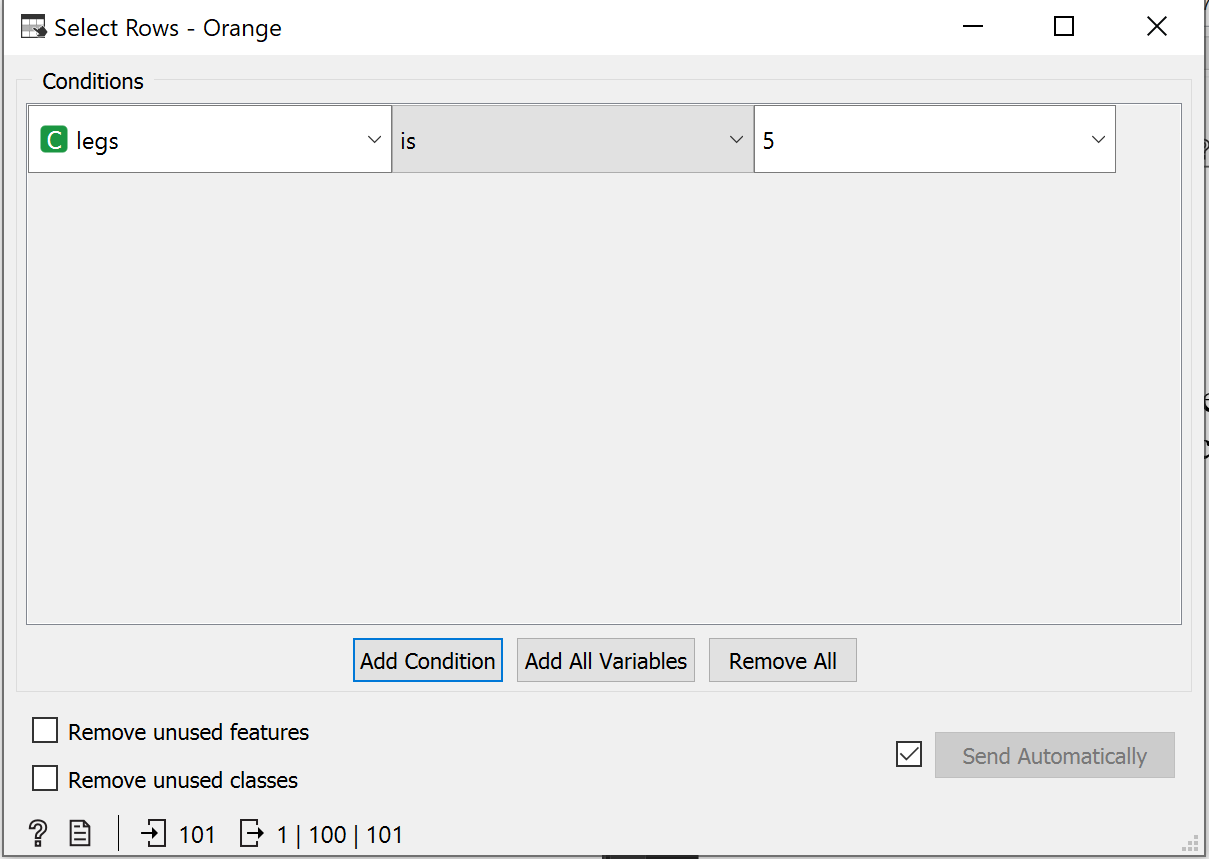 Select Rows - Orange
Conditions
C legs is 5
Add Condition Add All Variables Remove All
Remove unused features
Send Automatically
Remove unused classes
? 101 1 | 100 | 101